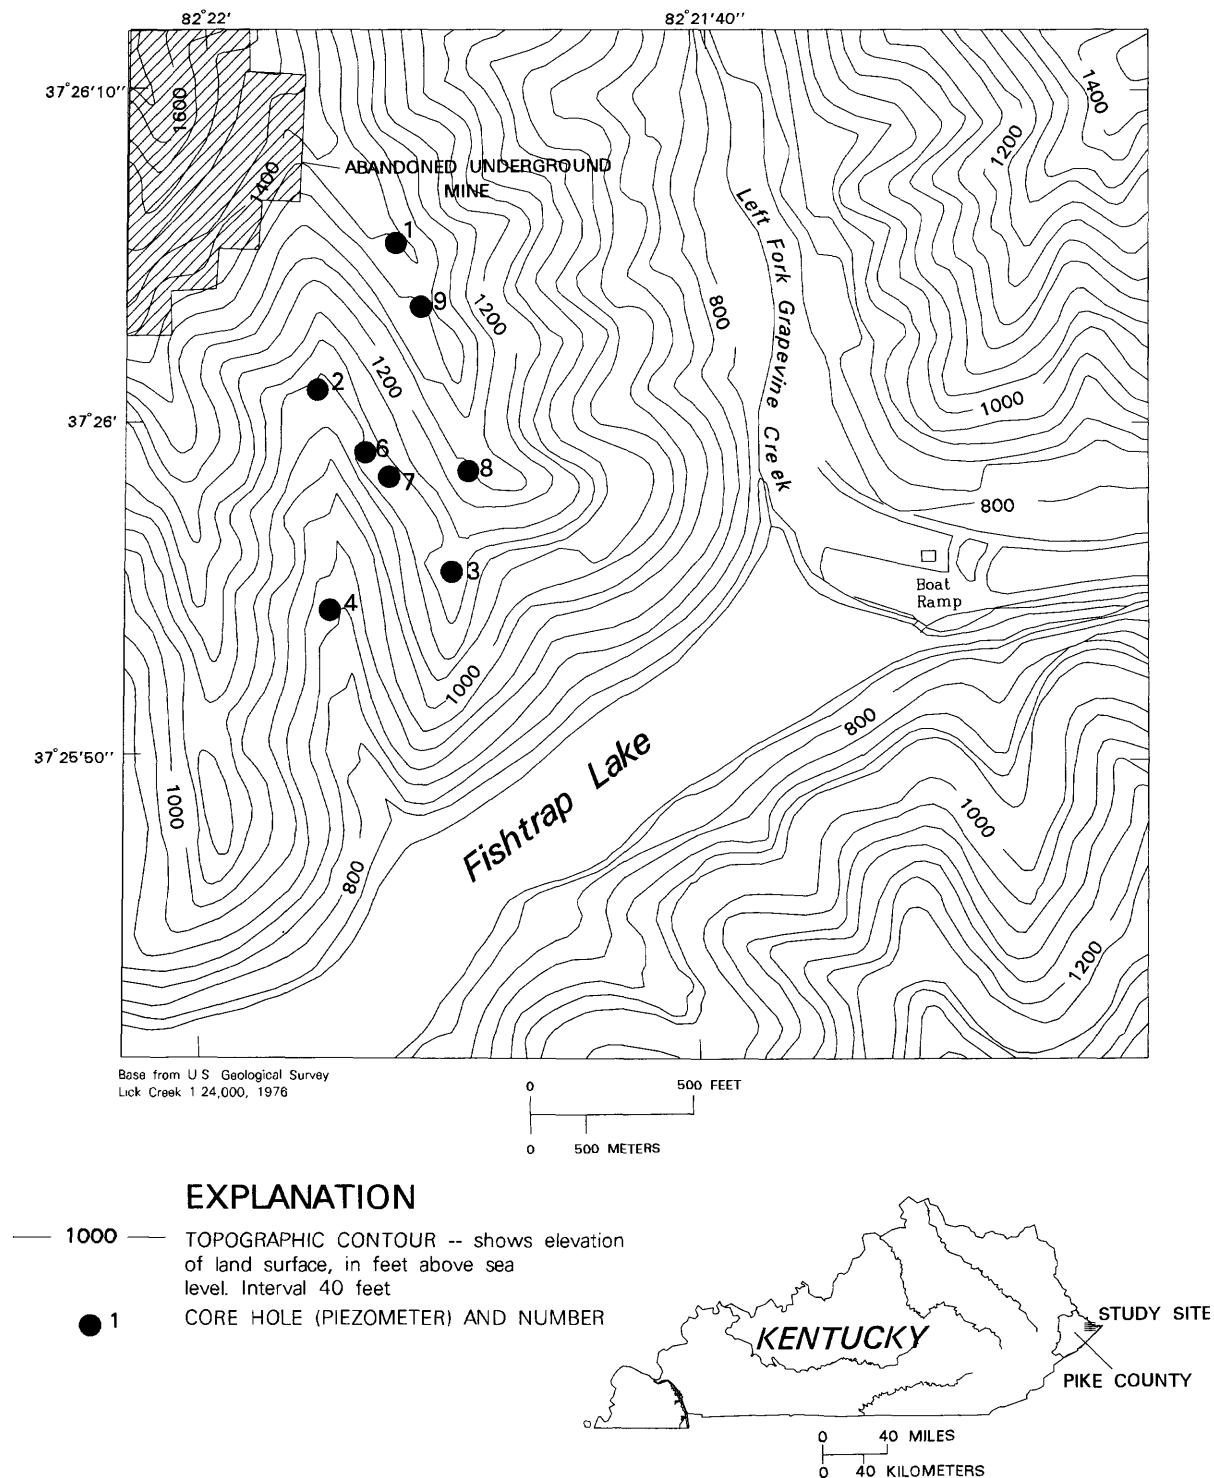 82°22' 82°21'40''
37°26'10''
1600
1400
1200
1400
ABANDONED UNDERGROUND
MINE
Left Fork Grapevine Creek
1
9
1200
800
2
1200
1000
37°26'
6
7
8
800
3
Boat
Ramp
4
1000
800
37°25'50''
Fishtrap Lake
1000
1000
800
1200
Base from U S Geological Survey
Lick Creek 1 24,000, 1976
0 500 FEET
0 500 METERS
EXPLANATION
1000 TOPOGRAPHIC CONTOUR -- shows elevation
of land surface, in feet above sea
level. Interval 40 feet
1 CORE HOLE (PIEZOMETER) AND NUMBER
KENTUCKY
STUDY SITE
PIKE COUNTY
0 40 MILES
0 40 KILOMETERS